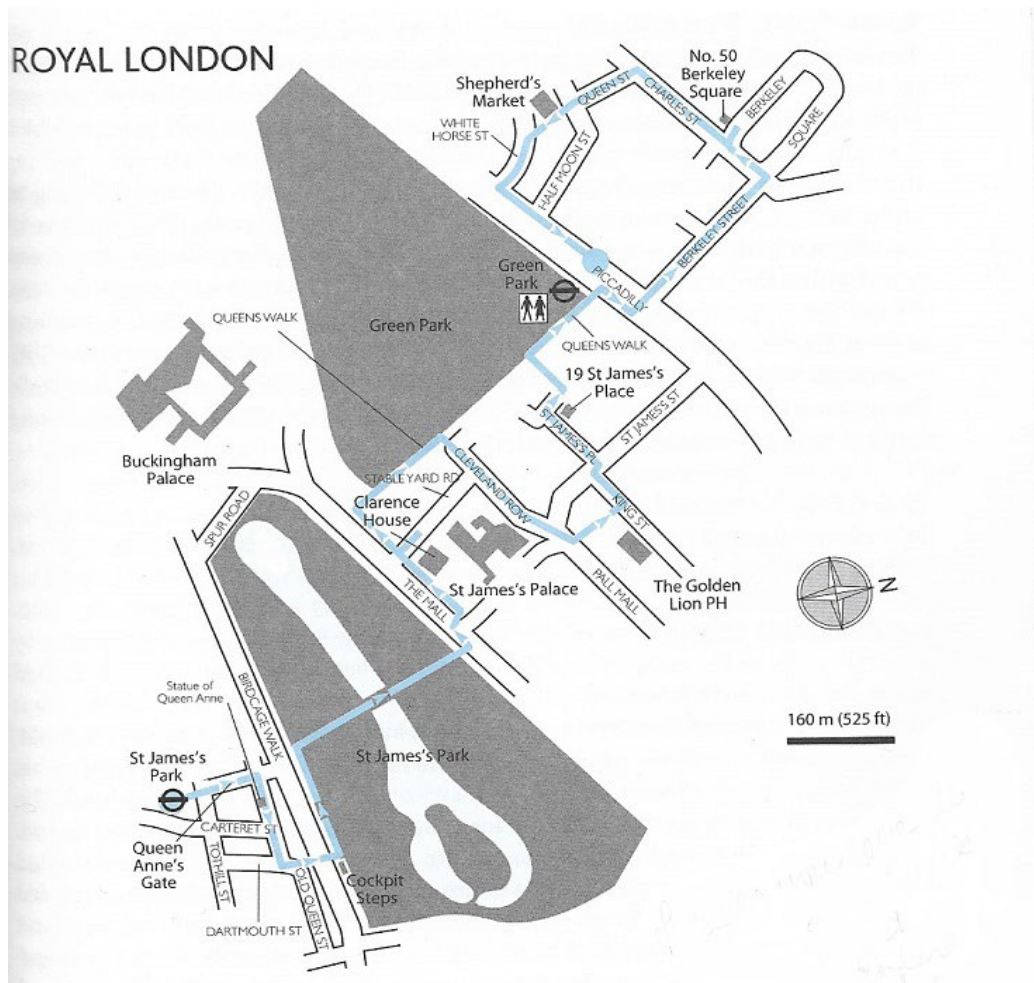 ROYAL LONDON
No. 50
Berkeley
Square
Shepherd's
Market
QUEEN ST
CHARLES ST
BERKELEY
SQUARE
WHITE
HORSE ST
HALF MOON ST
BERKELEY STREET
Green
Park
PICCADILLY
QUEENS WALK
Green Park
QUEENS WALK
19 St James's
Place
ST JAMES'S ST
ST JAMES'S PL
Buckingham
Palace
STABLE YARD RD
CLEVELAND ROW
Clarence
House
KING ST
SPUR ROAD
St James's Palace
THE MALL
PALL MALL
The Golden
Lion PH
N
Statue of
Queen Anne
BIRDCAGE WALK
160 m (525 ft)
St James's
Park
St James's Park
CARTERET ST
Queen
Anne's
Gate
TOTHILL ST
OLD QUEEN ST
Cockpit
Steps
DARTMOUTH ST